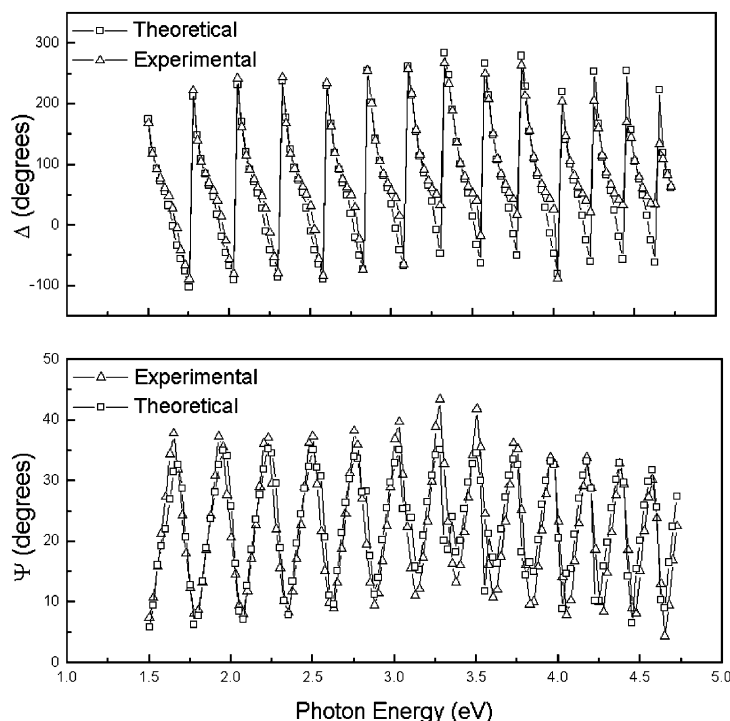 Theoretical
Experimental
300
200
100
0
-100
Δ (degrees)
50
40
30
20
10
0
Ψ (degrees)
Experimental
Theoretical
1.0
1.5
2.0
2.5
3.0
3.5
4.0
4.5
5.0
Photon Energy (eV)